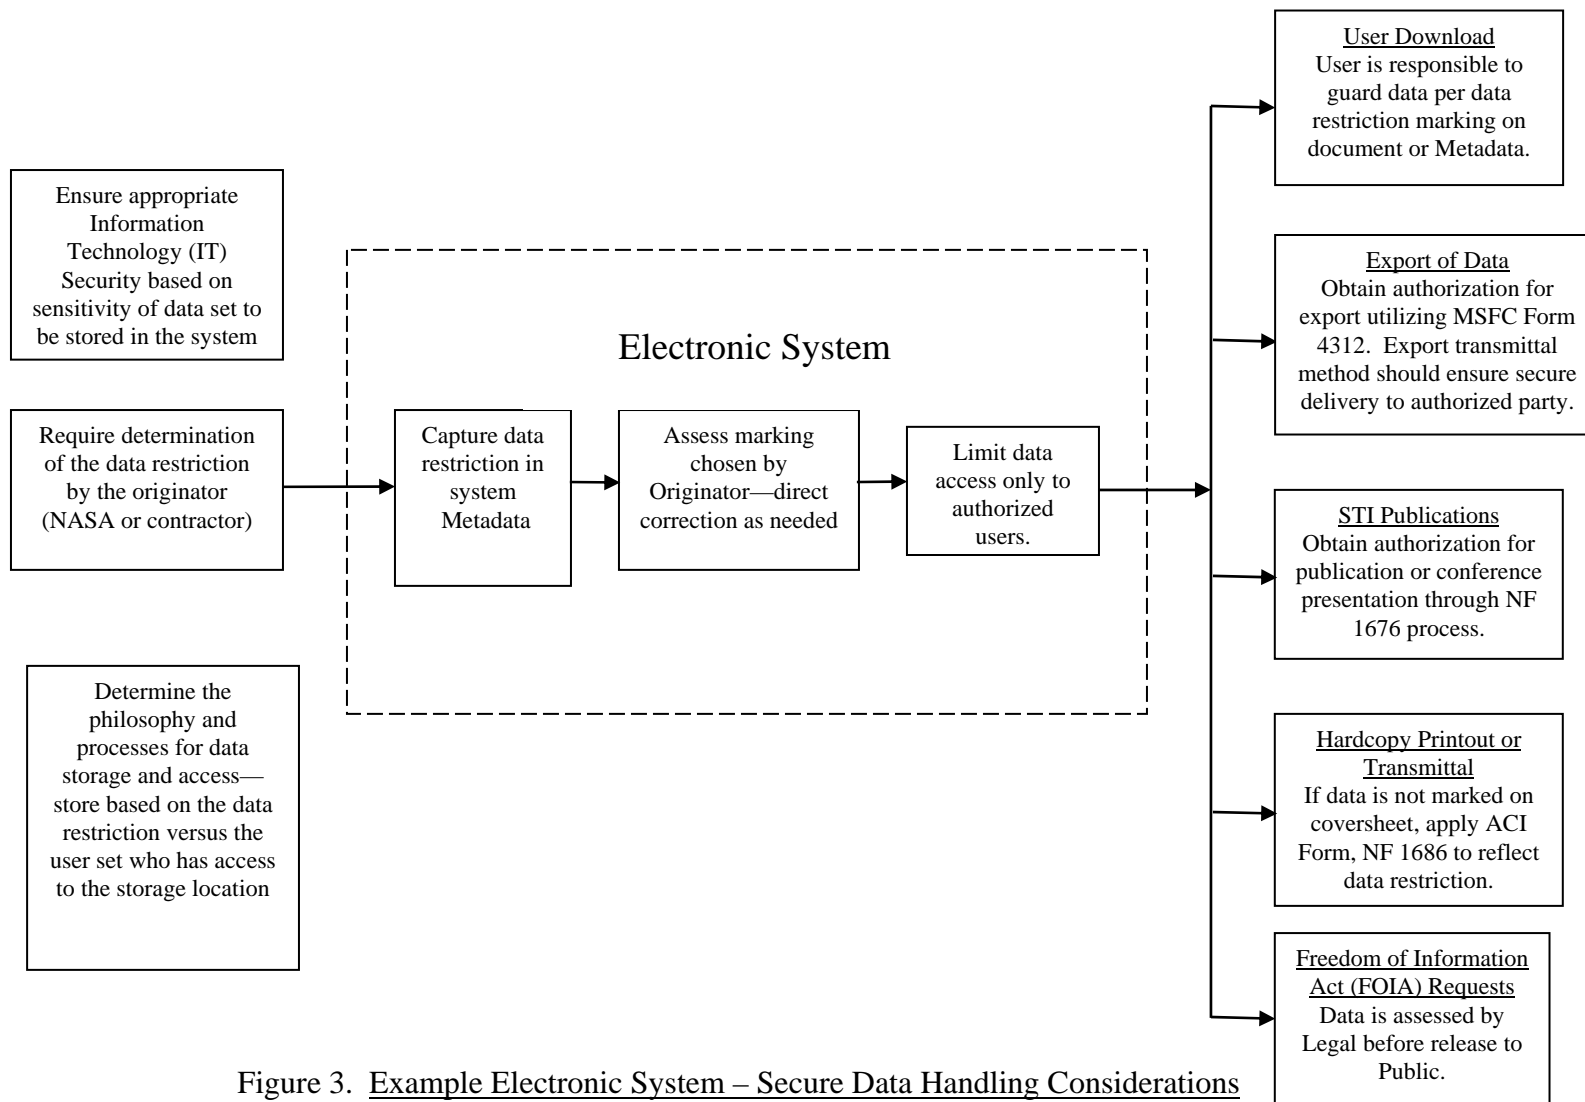 Ensure appropriate
Information
Technology (IT)
Security based on
sensitivity of data set to
be stored in the system
Require determination
of the data restriction
by the originator
(NASA or contractor)
Determine the
philosophy and
processes for data
storage and access—
store based on the data
restriction versus the
user set who has access
to the storage location
Electronic System
Capture data
restriction in
system
Metadata
Assess marking
chosen by
Originator—direct
correction as needed
Limit data
access only to
authorized
users.
User Download
User is responsible to
guard data per data
restriction marking on
document or Metadata.
Export of Data
Obtain authorization for
export utilizing MSFC Form
4312.  Export transmittal
method should ensure secure
delivery to authorized party.
STI Publications
Obtain authorization for
publication or conference
presentation through NF
1676 process.
Hardcopy Printout or
Transmittal
If data is not marked on
coversheet, apply ACI
Form, NF 1686 to reflect
data restriction.
Freedom of Information
Act (FOIA) Requests
Data is assessed by
Legal before release to
Public.
Figure 3.  Example Electronic System – Secure Data Handling Considerations